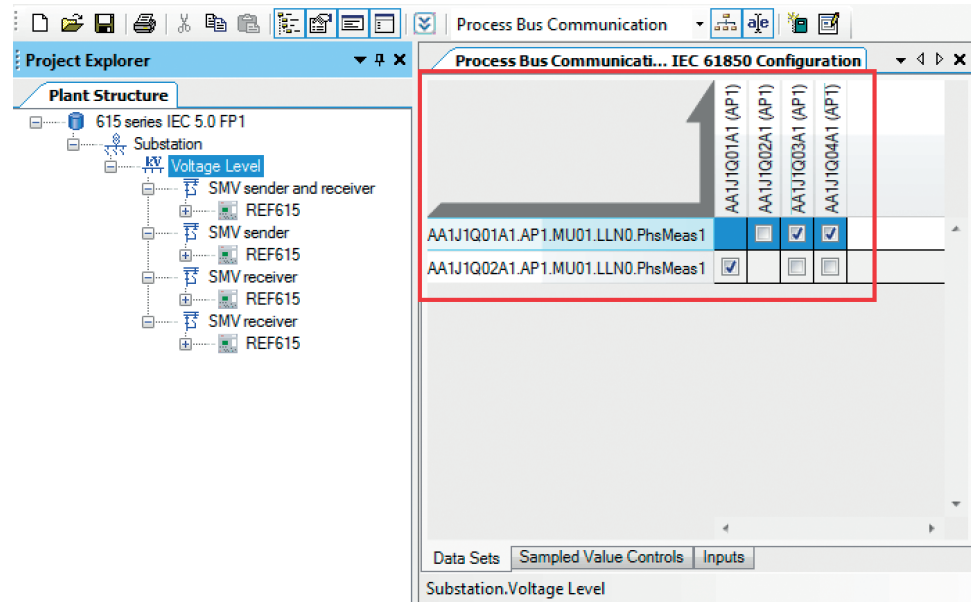 Process Bus Communication
Project Explorer
Plant Structure
615 series IEC 5.0 FP1
Substation
Voltage Level
SMV sender and receiver
REF615
SMV sender
REF615
SMV receiver
REF615
SMV receiver
REF615
Process Bus Communicati... IEC 61850 Configuration
AA1J1Q01A1 (AP1)
AA1J1Q02A1 (AP1)
AA1J1Q03A1 (AP1)
AA1J1Q04A1 (AP1)
AA1J1Q01A1.AP1.MU01.LLN0.PhsMeas1
AA1J1Q02A1.AP1.MU01.LLN0.PhsMeas1
Data Sets Sampled Value Controls Inputs
Substation.Voltage Level